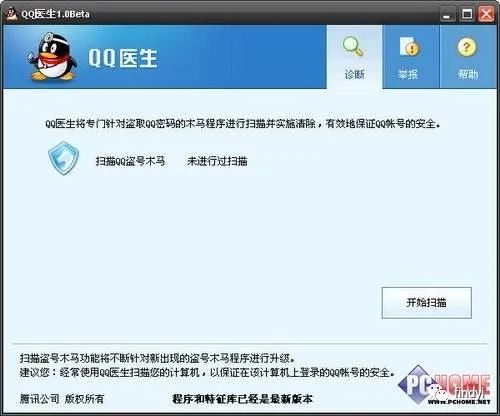 QQ医生1.0Beta
QQ医生
诊断
举报
帮助
QQ医生将专门针对盗取QQ密码的木马程序进行扫描并实施清除，有效地保证QQ帐号的安全。
扫描QQ盗号木马 未进行过扫描
开始扫描
扫描盗号木马功能将不断针对新出现的盗号木马程序进行升级。
建议您：经常使用QQ医生扫描您的计算机，以保证在该计算机上登录的QQ帐号的安全。
腾讯公司 版权所有 程序和特征库已经是最新版本
PCHOME
WWW.PCHOME.NET
findyi